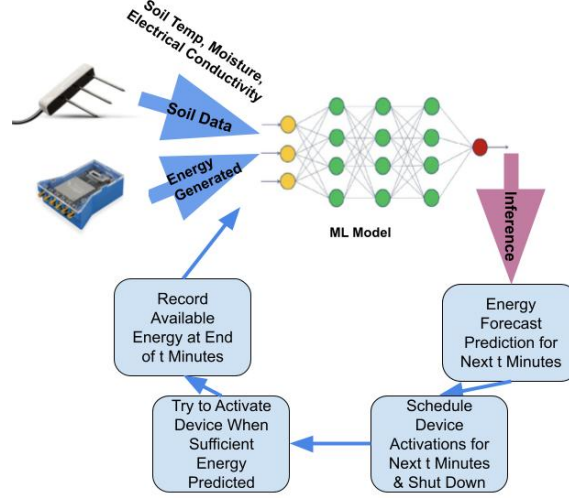 Soil Temp, Moisture,
Electrical Conductivity
Soil Data
Energy
Generated
ML Model
Inference
Energy
Forecast
Prediction for
Next t Minutes
Schedule
Device
Activations for
Next t Minutes
& Shut Down
Try to Activate
Device When
Sufficient
Energy
Predicted
Record
Available
Energy at End
of t Minutes